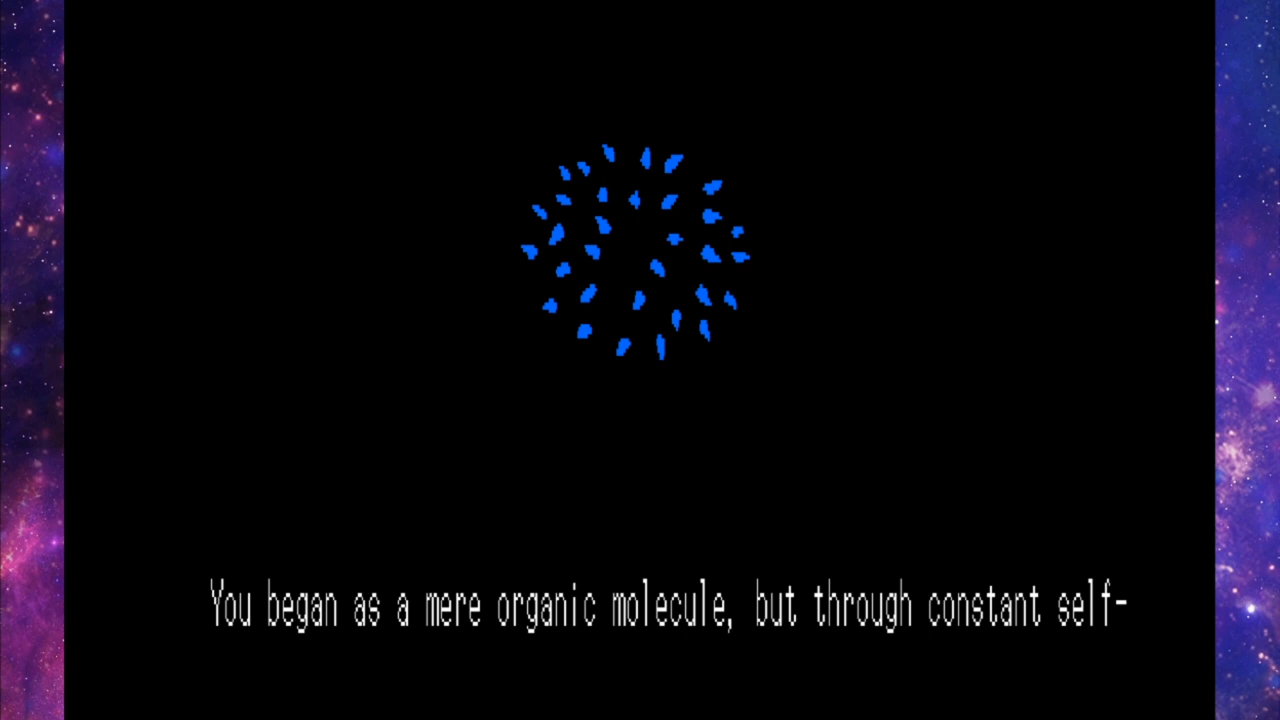 You began as a mere organic molecule, but through constant self-